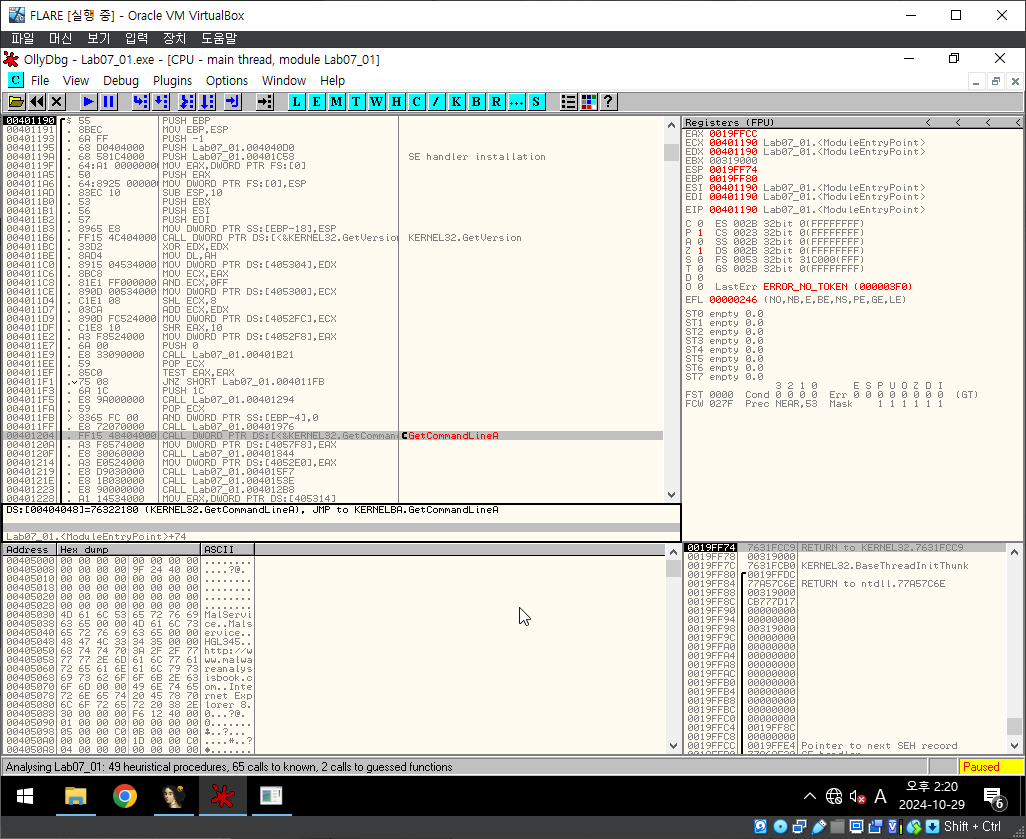 FLARE [실행 중] - Oracle VM VirtualBox
파일 머신 보기 입력 장치 도움말
OllyDbg - Lab07_01.exe - [CPU - main thread, module Lab07_01]
C File View Debug Plugins Options Window Help
L E M T W H C / K B R ... S ?
00401190 $ 55 PUSH EBP
00401191 . 8BEC MOV EBP,ESP
00401193 . 6A FF PUSH -1
00401195 . 68 D0404000 PUSH Lab07_01.004040D0
0040119A . 68 581C4000 PUSH Lab07_01.00401C58 SE handler installation
0040119F . 64:A1 0000000 MOV EAX,DWORD PTR FS:[0]
004011A5 . 50 PUSH EAX
004011A6 . 64:8925 00000 MOV DWORD PTR FS:[0],ESP
004011AD . 83EC 10 SUB ESP,10
004011B0 . 53 PUSH EBX
004011B1 . 56 PUSH ESI
004011B2 . 57 PUSH EDI
004011B3 . 8965 E8 MOV DWORD PTR SS:[EBP-18],ESP
004011B6 . FF15 4C404000 CALL DWORD PTR DS:[<&KERNEL32.GetVersion KERNEL32.GetVersion
004011BC . 33D2 XOR EDX,EDX
004011BE . 8AD4 MOV DL,AH
004011C0 . 8915 04534000 MOV DWORD PTR DS:[405304],EDX
004011C6 . 8BC8 MOV ECX,EAX
004011C8 . 81E1 FF000000 AND ECX,0FF
004011CE . 890D 00534000 MOV DWORD PTR DS:[405300],ECX
004011D4 . C1E1 08 SHL ECX,8
004011D7 . 03CA ADD ECX,EDX
004011D9 . 890D FC524000 MOV DWORD PTR DS:[4052FC],ECX
004011DF . C1E8 10 SHR EAX,10
004011E2 . A3 F8524000 MOV DWORD PTR DS:[4052F8],EAX
004011E7 . 6A 00 PUSH 0
004011E9 . E8 33090000 CALL Lab07_01.00401B21
004011EE . 59 POP ECX
004011EF . 85C0 TEST EAX,EAX
004011F1 . 75 08 JNZ SHORT Lab07_01.004011FB
004011F3 . 6A 1C PUSH 1C
004011F5 . E8 9A000000 CALL Lab07_01.00401294
004011FA . 59 POP ECX
004011FB > 8365 FC 00 AND DWORD PTR SS:[EBP-4],0
004011FF . E8 72070000 CALL Lab07_01.00401976
00401204 . FF15 48404000 CALL DWORD PTR DS:[<&KERNEL32.GetComman GetCommandLineA
0040120A . A3 F8574000 MOV DWORD PTR DS:[4057F8],EAX
0040120F . E8 30060000 CALL Lab07_01.00401844
00401214 . A3 E0524000 MOV DWORD PTR DS:[4052E0],EAX
00401219 . E8 D9030000 CALL Lab07_01.004015F7
0040121E . E8 1B030000 CALL Lab07_01.0040153E
00401223 . E8 90000000 CALL Lab07_01.004012B8
00401228 . A1 14534000 MOV EAX,DWORD PTR DS:[405314]
DS:[00404048]=76322180 (KERNEL32.GetCommandLineA), JMP to KERNELBA.GetCommandLineA
Lab07_01.<ModuleEntryPoint>+74
Registers (FPU) < < < <
EAX 0019FFCC
ECX 00401190 Lab07_01.<ModuleEntryPoint>
EDX 00401190 Lab07_01.<ModuleEntryPoint>
EBX 00319000
ESP 0019FF74
EBP 0019FF80
ESI 00401190 Lab07_01.<ModuleEntryPoint>
EDI 00401190 Lab07_01.<ModuleEntryPoint>
EIP 00401190 Lab07_01.<ModuleEntryPoint>
C 0 ES 002B 32bit 0(FFFFFFFF)
P 1 CS 0023 32bit 0(FFFFFFFF)
A 0 SS 002B 32bit 0(FFFFFFFF)
Z 1 DS 002B 32bit 0(FFFFFFFF)
S 0 FS 0053 32bit 31C000(FFF)
T 0 GS 002B 32bit 0(FFFFFFFF)
D 0
O 0 LastErr ERROR_NO_TOKEN (000003F0)
EFL 00000246 (NO,NB,E,BE,NS,PE,GE,LE)
ST0 empty 0.0
ST1 empty 0.0
ST2 empty 0.0
ST3 empty 0.0
ST4 empty 0.0
ST5 empty 0.0
ST6 empty 0.0
ST7 empty 0.0
3 2 1 0 E S P U O Z D I
FST 0000 Cond 0 0 0 0 Err 0 0 0 0 0 0 0 0 (GT)
FCW 027F Prec NEAR,53 Mask 1 1 1 1 1 1
Address Hex dump ASCII
00405000 00 00 00 00 00 00 00 00 ........
00405008 00 00 00 00 9F 24 40 00 ....?@.
00405010 00 00 00 00 00 00 00 00 ........
00405018 00 00 00 00 00 00 00 00 ........
00405020 00 00 00 00 00 00 00 00 ........
00405028 00 00 00 00 00 00 00 00 ........
00405030 4D 61 6C 53 65 72 76 69 MalServi
00405038 63 65 00 00 4D 61 6C 73 ce..Mals
00405040 65 72 76 69 63 65 00 00 ervice..
00405048 48 47 4C 33 34 35 00 00 HGL345..
00405050 68 74 74 70 3A 2F 2F 77 http://w
00405058 77 77 2E 6D 61 6C 77 61 ww.malwa
00405060 72 65 61 6E 61 6C 79 73 reanalys
00405068 69 73 62 6F 6F 6B 2E 63 isbook.c
00405070 6F 6D 00 00 49 6E 74 65 om..Inte
00405078 72 6E 65 74 20 45 78 70 rnet Exp
00405080 6C 6F 72 65 72 20 38 2E lorer 8.
00405088 30 00 00 00 F6 12 40 00 0...?@.
00405090 01 00 00 00 00 00 00 00
00405098 05 00 00 C0 0B 00 00 00
004050A0 00 00 00 00 1D 00 00 C0
004050A8 04 00 00 00 00 00 00 00
0019FF74 7631FCC9 RETURN to KERNEL32.7631FCC9
0019FF78 00319000
0019FF7C 7631FCB0 KERNEL32.BaseThreadInitThunk
0019FF80 0019FFDC
0019FF84 77A57C6E RETURN to ntdll.77A57C6E
0019FF88 00319000
0019FF8C CB777D17
0019FF90 00000000
0019FF94 00000000
0019FF98 00319000
0019FF9C 00000000
0019FFA0 00000000
0019FFA4 00000000
0019FFA8 00000000
0019FFAC 00000000
0019FFB0 00000000
0019FFB4 00000000
0019FFB8 00000000
0019FFBC 00000000
0019FFC0 00000000
0019FFC4 0019FF8C
0019FFC8 00000000
0019FFCC 0019FFE4 Pointer to next SEH record
Analysing Lab07_01: 49 heuristical procedures, 65 calls to known, 2 calls to guessed functions
Paused
A 오후 2:20
2024-10-29
6
Shift + Ctrl